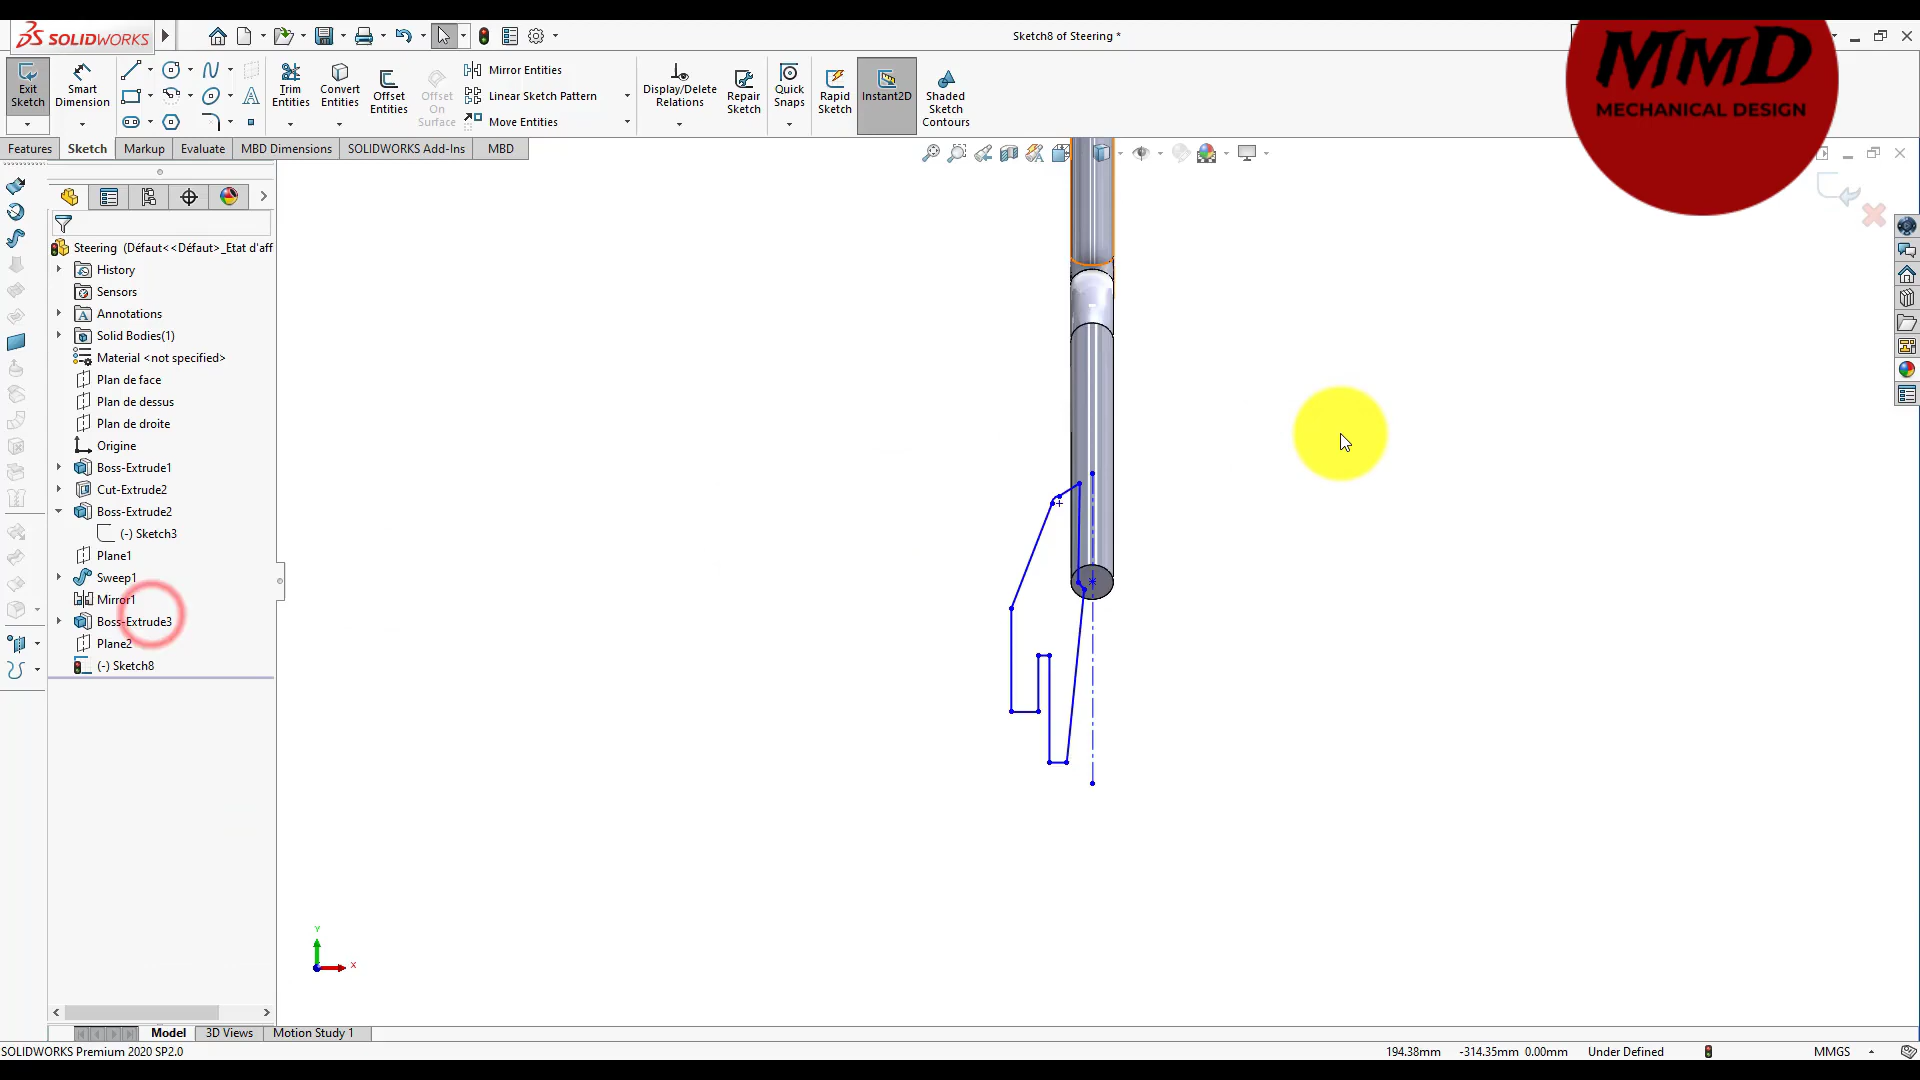 SOLIDWORKS
Sketch8 of Steering *
MMD
MECHANICAL DESIGN
Exit Sketch
Smart Dimension
Trim Entities
Convert Entities
Offset Entities
Offset On Surface
Mirror Entities
Linear Sketch Pattern
Move Entities
Display/Delete Relations
Repair Sketch
Quick Snaps
Rapid Sketch
Instant2D
Shaded Sketch Contours
Features
Sketch
Markup
Evaluate
MBD Dimensions
SOLIDWORKS Add-Ins
MBD
Steering (Défaut<<Défaut>_Etat d'aff
History
Sensors
Annotations
Solid Bodies(1)
Material <not specified>
Plan de face
Plan de dessus
Plan de droite
Origine
Boss-Extrude1
Cut-Extrude2
Boss-Extrude2
(-) Sketch3
Plane1
Sweep1
Mirror1
Boss-Extrude3
Plane2
(-) Sketch8
Y
X
Model
3D Views
Motion Study 1
SOLIDWORKS Premium 2020 SP2.0
194.38mm
-314.35mm
0.00mm
Under Defined
MMGS